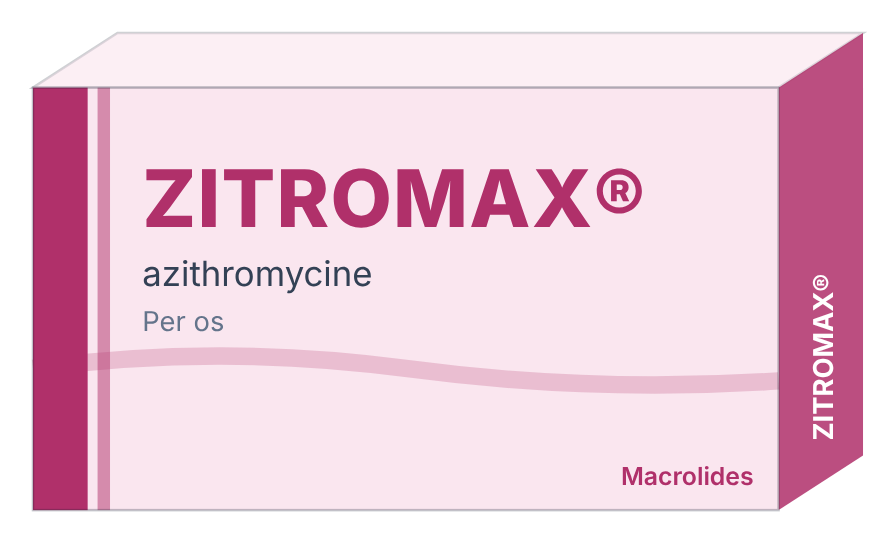 ZITROMAX®
azithromycine
Per os
Macrolides
ZITROMAX®